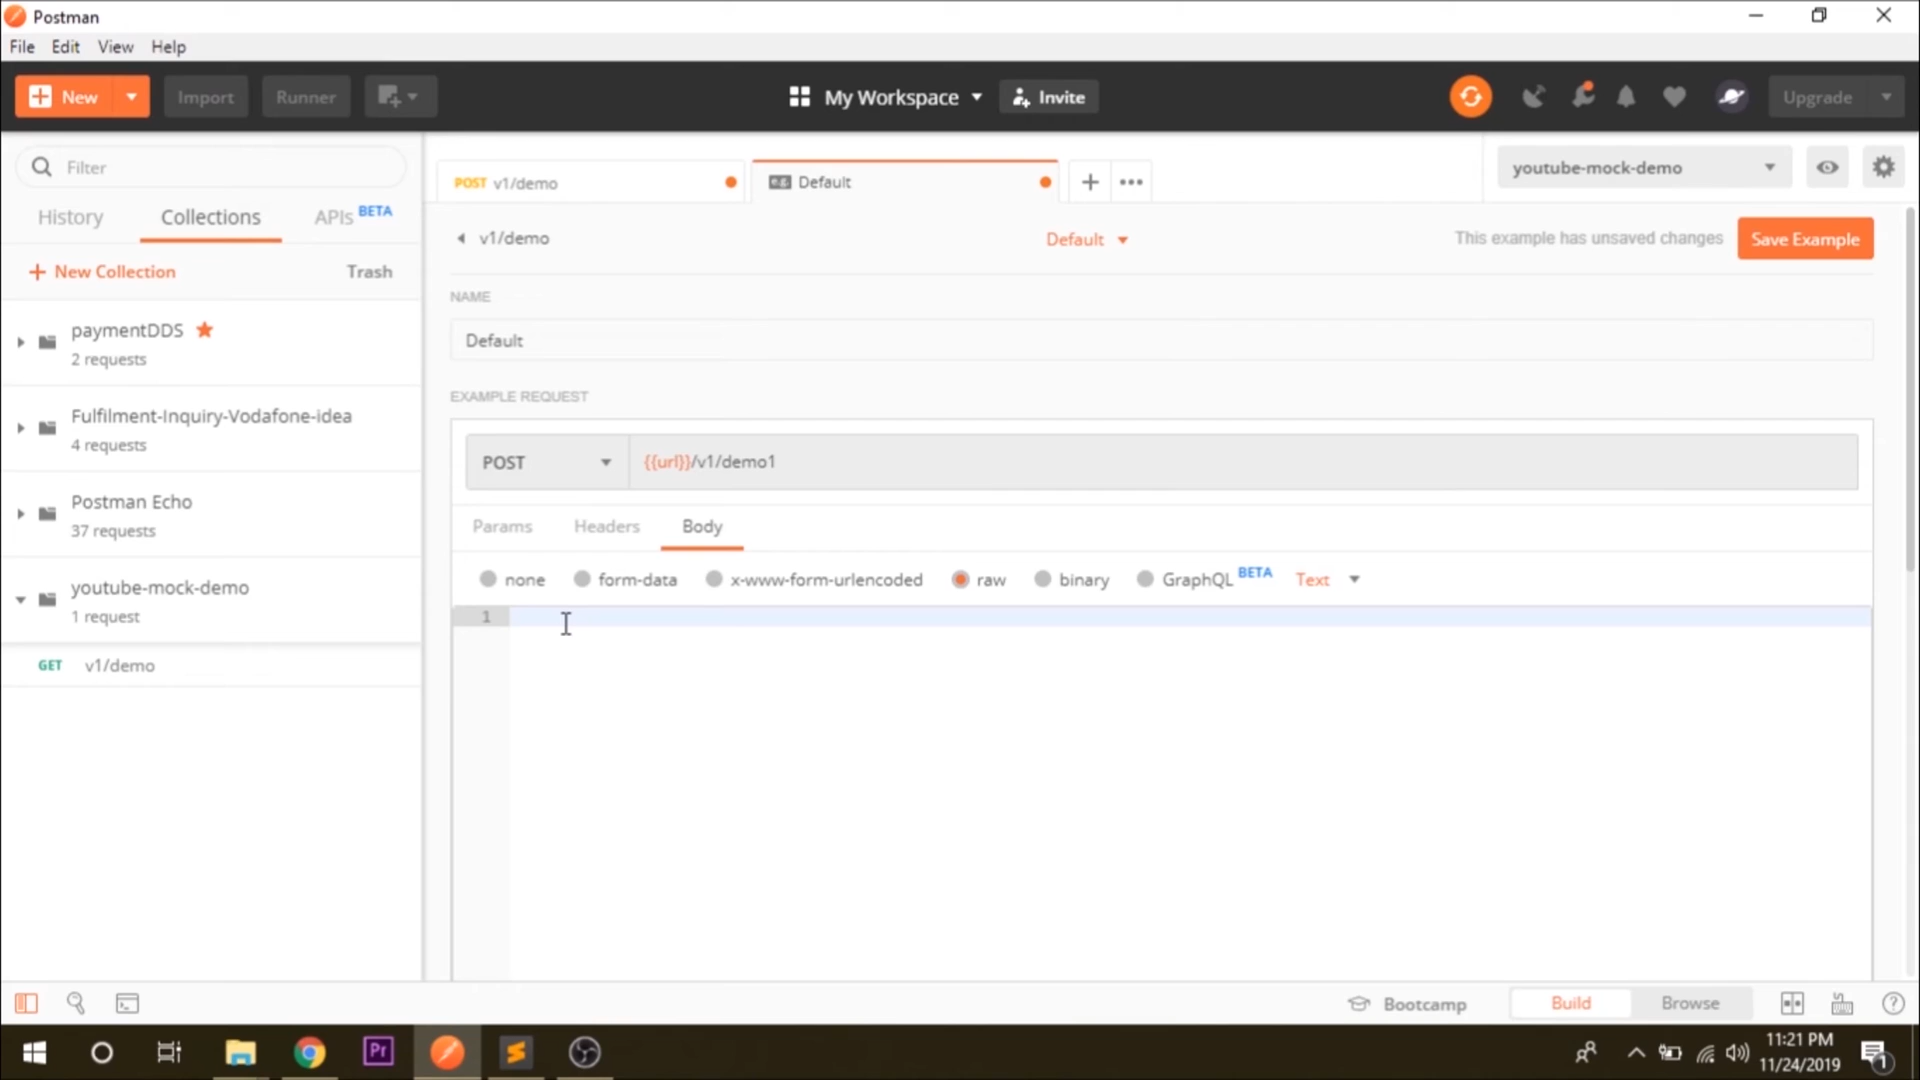 Postman
File Edit View Help
New Import Runner My Workspace Invite Upgrade
Filter
History Collections APIs BETA
+ New Collection Trash
paymentDDS
2 requests
Fulfilment-Inquiry-Vodafone-idea
4 requests
Postman Echo
37 requests
youtube-mock-demo
1 request
GET v1/demo
POST v1/demo
e.g. Default
youtube-mock-demo
v1/demo Default This example has unsaved changes Save Example
NAME
Default
EXAMPLE REQUEST
POST {{url}}/v1/demo1
Params Headers Body
none form-data x-www-form-urlencoded raw binary GraphQL BETA Text
1
Bootcamp Build Browse
Pr
11:21 PM
11/24/2019
1